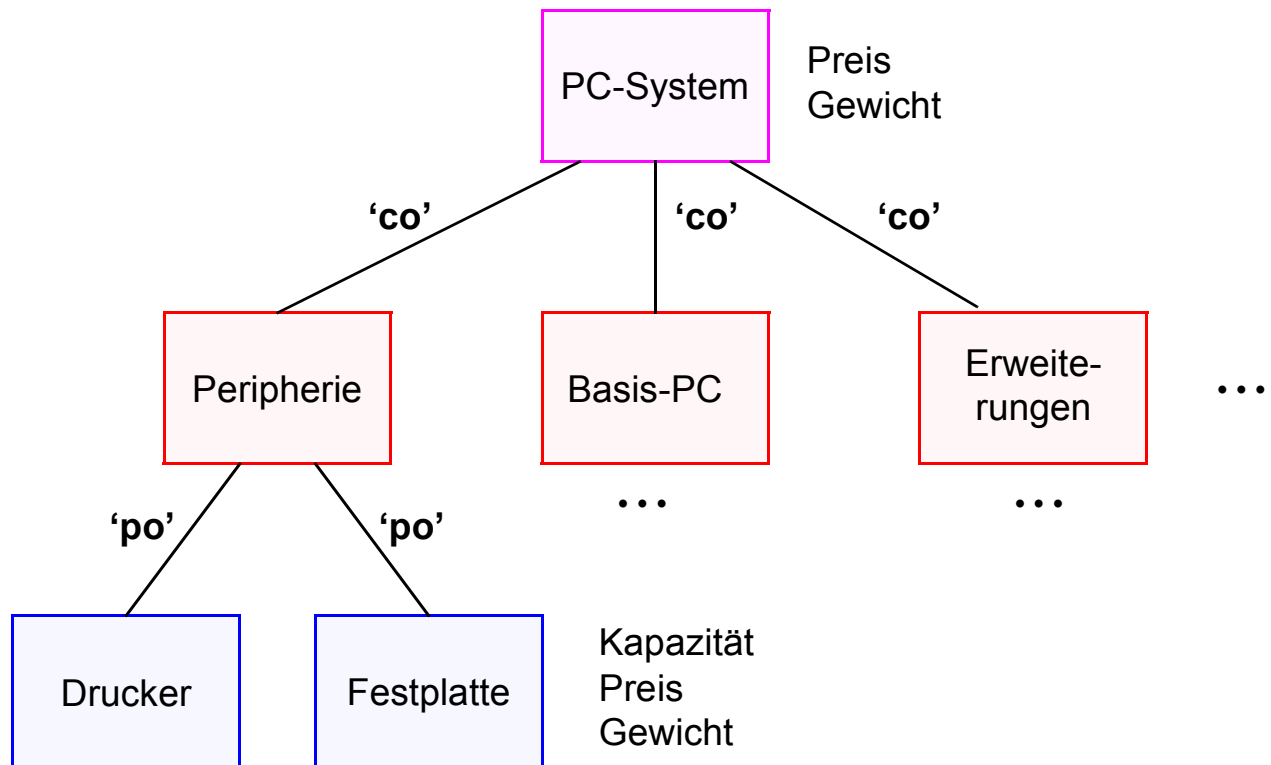 PC-System
Preis
Gewicht
‘co’
‘co’
‘co’
Peripherie
Basis-PC
Erweite-
rungen
...
...
...
‘po’
‘po’
Drucker
Festplatte
Kapazität
Preis
Gewicht